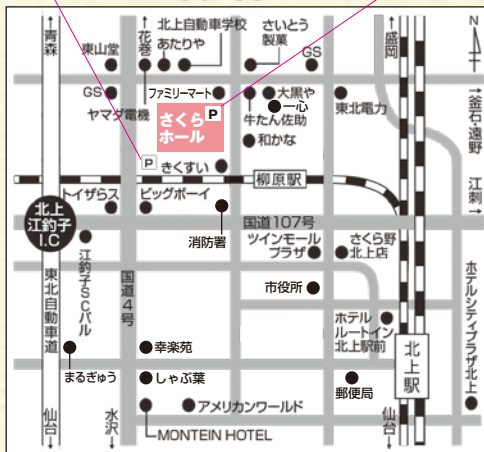 ↑青森
↑花巻
北上自動車学校
さいとう
製菓
↑盛岡
N
東山堂
あたりや
GS
→釜石・遠野
GS
ヤマダ電機
ファミリーマート
大黒や
一心
東北電力
さくら
ホール
P
牛たん佐助
和かな
P
きくすい
柳原駅
江刺→
トイザらス
ビッグボーイ
北上
江釣子
I.C
消防署
国道107号
ツインモール
プラザ
さくら野
北上店
江釣子SCパル
東北自動車道
国道4号
市役所
ホテル
ルートイン
北上駅前
ホテルシティプラザ北上
北上駅
幸楽苑
まるぎゅう
しゃぶ葉
郵便局
アメリカンワールド
仙台↓
水沢↓
MONTEIN HOTEL
仙台↓